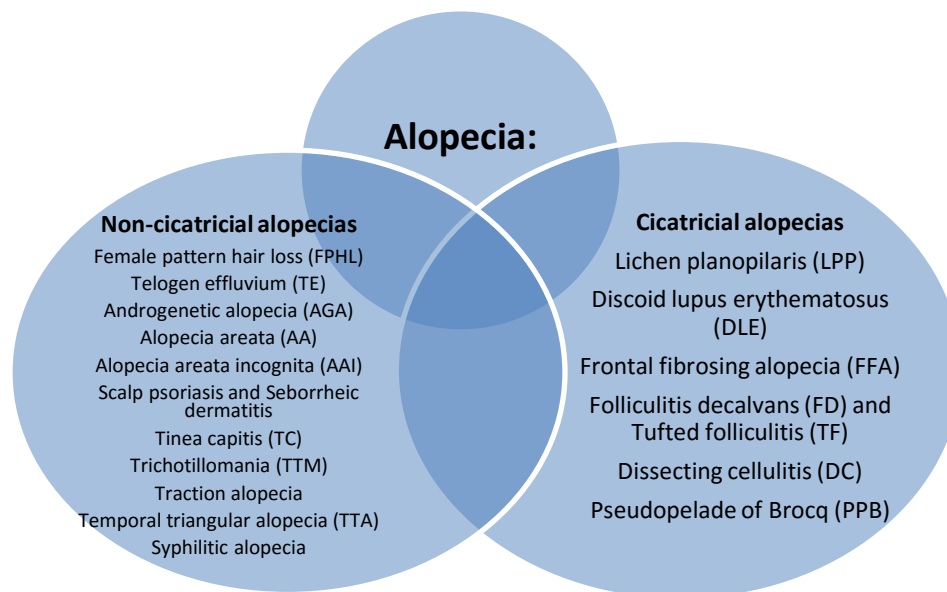 Alopecia:
Non-cicatricial alopecias
Female pattern hair loss (FPHL)
Telogen effluvium (TE)
Androgenetic alopecia (AGA)
Alopecia areata (AA)
Alopecia areata incognita (AAI)
Scalp psoriasis and Seborrheic
dermatitis
Tinea capitis (TC)
Trichotillomania (TTM)
Traction alopecia
Temporal triangular alopecia (TTA)
Syphilitic alopecia
Cicatricial alopecias
Lichen planopilaris (LPP)
Discoid lupus erythematosus
(DLE)
Frontal fibrosing alopecia (FFA)
Folliculitis decalvans (FD) and
Tufted folliculitis (TF)
Dissecting cellulitis (DC)
Pseudopelade of Brocq (PPB)